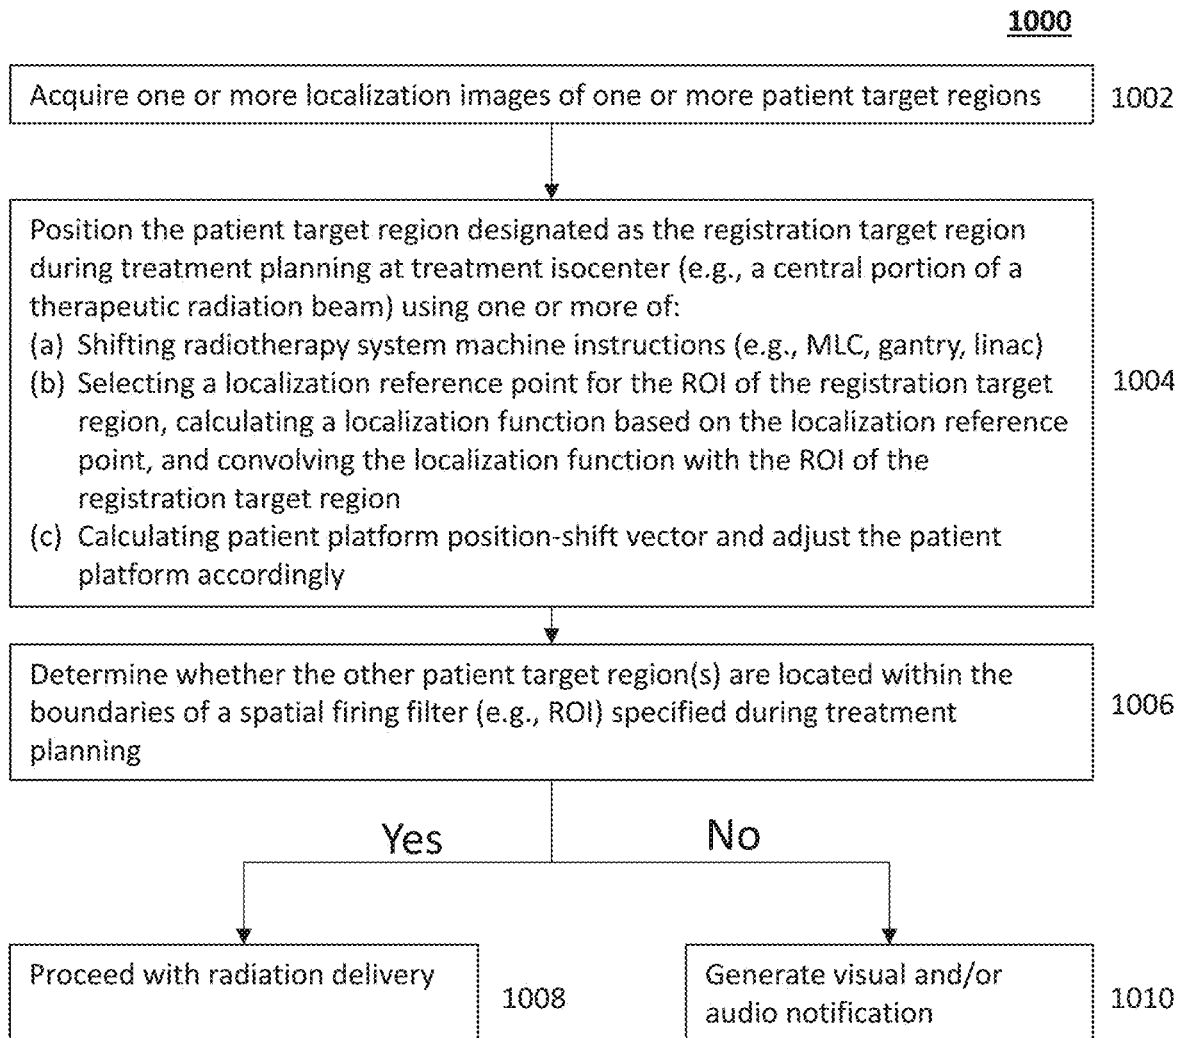 1000
Acquire one or more localization images of one or more patient target regions
1002
Position the patient target region designated as the registration target region
during treatment planning at treatment isocenter (e.g., a central portion of a
therapeutic radiation beam) using one or more of:
(a) Shifting radiotherapy system machine instructions (e.g., MLC, gantry, linac)
(b) Selecting a localization reference point for the ROI of the registration target
region, calculating a localization function based on the localization reference
point, and convolving the localization function with the ROI of the
registration target region
(c) Calculating patient platform position-shift vector and adjust the patient
platform accordingly
1004
Determine whether the other patient target region(s) are located within the
boundaries of a spatial firing filter (e.g., ROI) specified during treatment
planning
1006
Yes
No
Proceed with radiation delivery
1008
Generate visual and/or
audio notification
1010